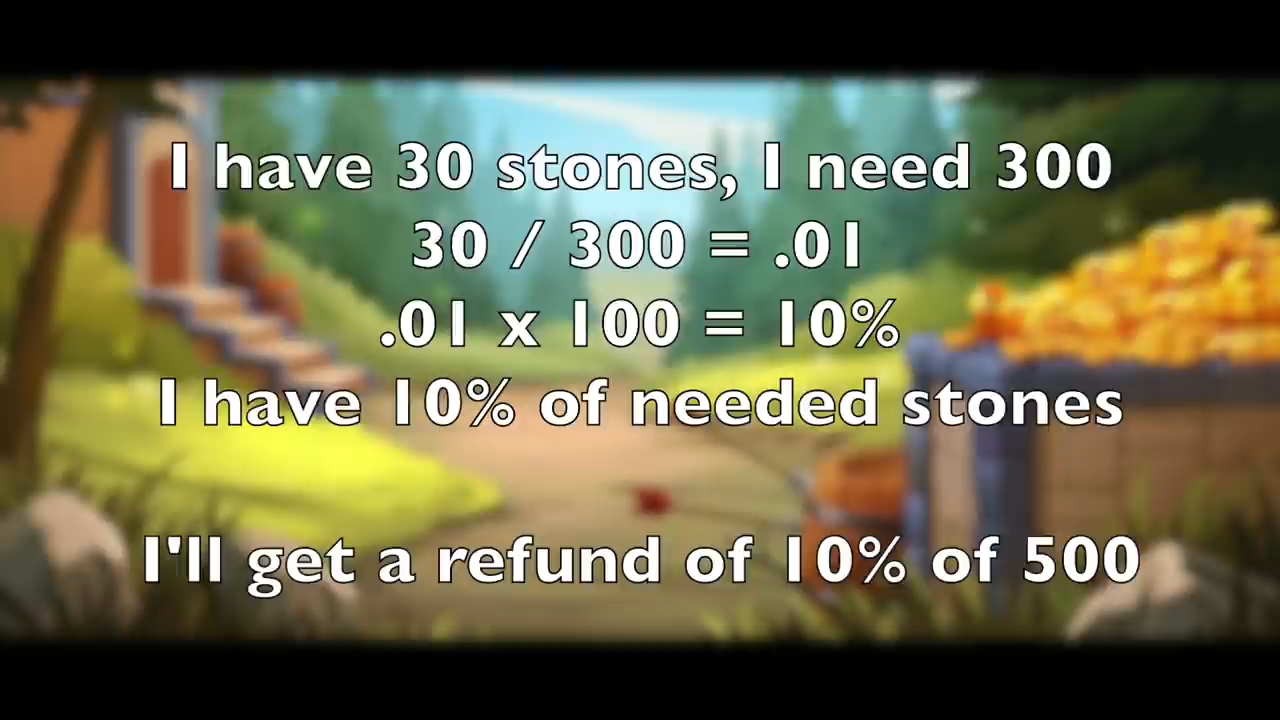 I have 30 stones, I need 300
30 / 300 = .01
.01 x 100 = 10%
I have 10% of needed stones
I'll get a refund of 10% of 500